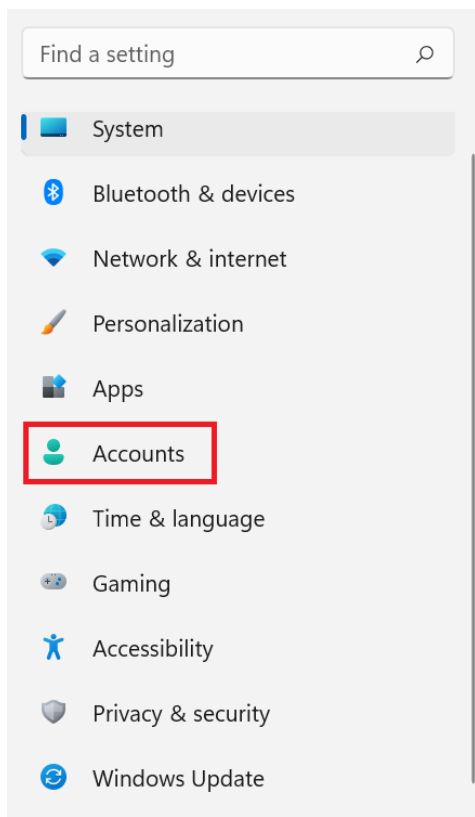 Find a setting
System
Bluetooth & devices
Network & internet
Personalization
Apps
Accounts
Time & language
Gaming
Accessibility
Privacy & security
Windows Update